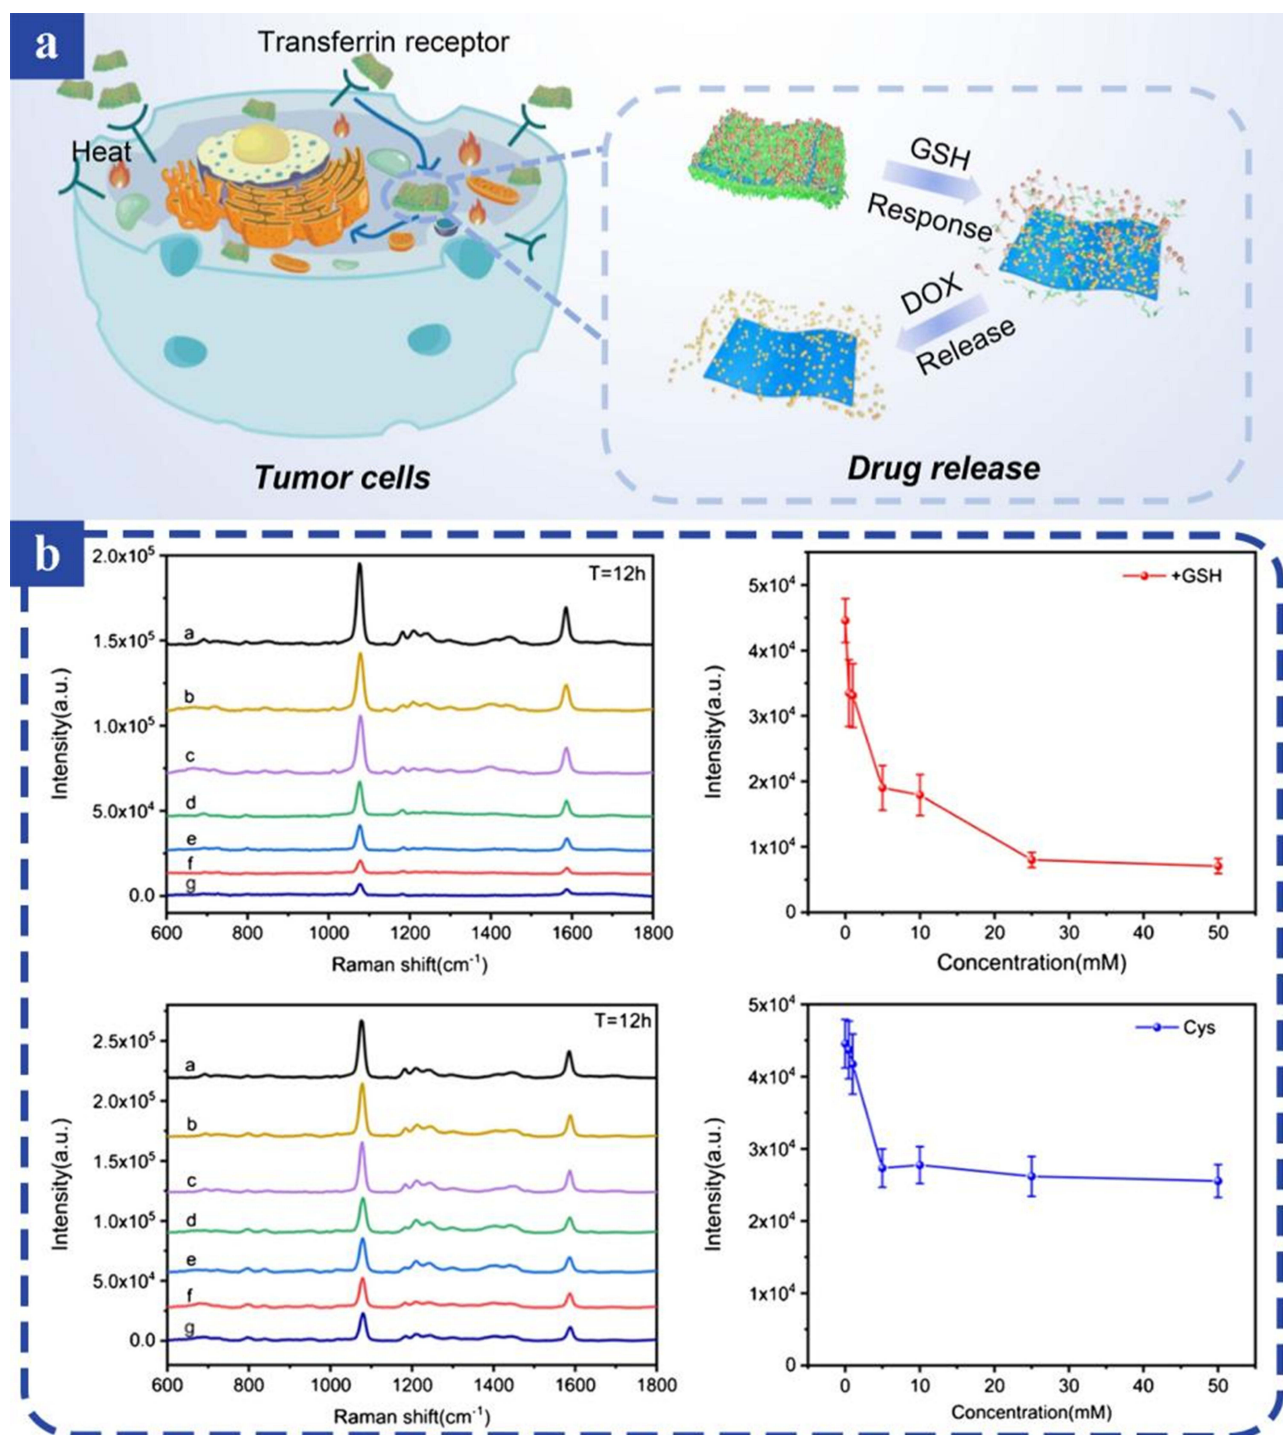 a
Transferrin receptor
Heat
GSH
Response
DOX
Release
Tumor cells
Drug release
b
2.0x10⁵
1.5x10⁵
1.0x10⁵
5.0x10⁴
0.0
Intensity(a.u.)
T=12h
a
b
c
d
e
f
g
600 800 1000 1200 1400 1600 1800
Raman shift(cm⁻¹)
5x10⁴
4x10⁴
3x10⁴
2x10⁴
1x10⁴
0
Intensity(a.u.)
+GSH
0 10 20 30 40 50
Concentration(mM)
2.5x10⁵
2.0x10⁵
1.5x10⁵
1.0x10⁵
5.0x10⁴
0.0
Intensity(a.u.)
T=12h
a
b
c
d
e
f
g
600 800 1000 1200 1400 1600 1800
Raman shift(cm⁻¹)
5x10⁴
4x10⁴
3x10⁴
2x10⁴
1x10⁴
0
Intensity(a.u.)
Cys
0 10 20 30 40 50
Concentration(mM)